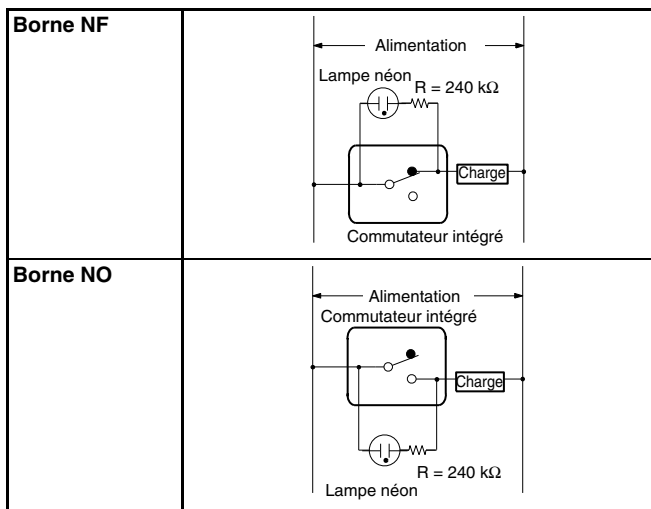 Borne NF
Alimentation
Lampe néon
R = 240 kΩ
Charge
Commutateur intégré
Borne NO
Alimentation
Commutateur intégré
Charge
R = 240 kΩ
Lampe néon